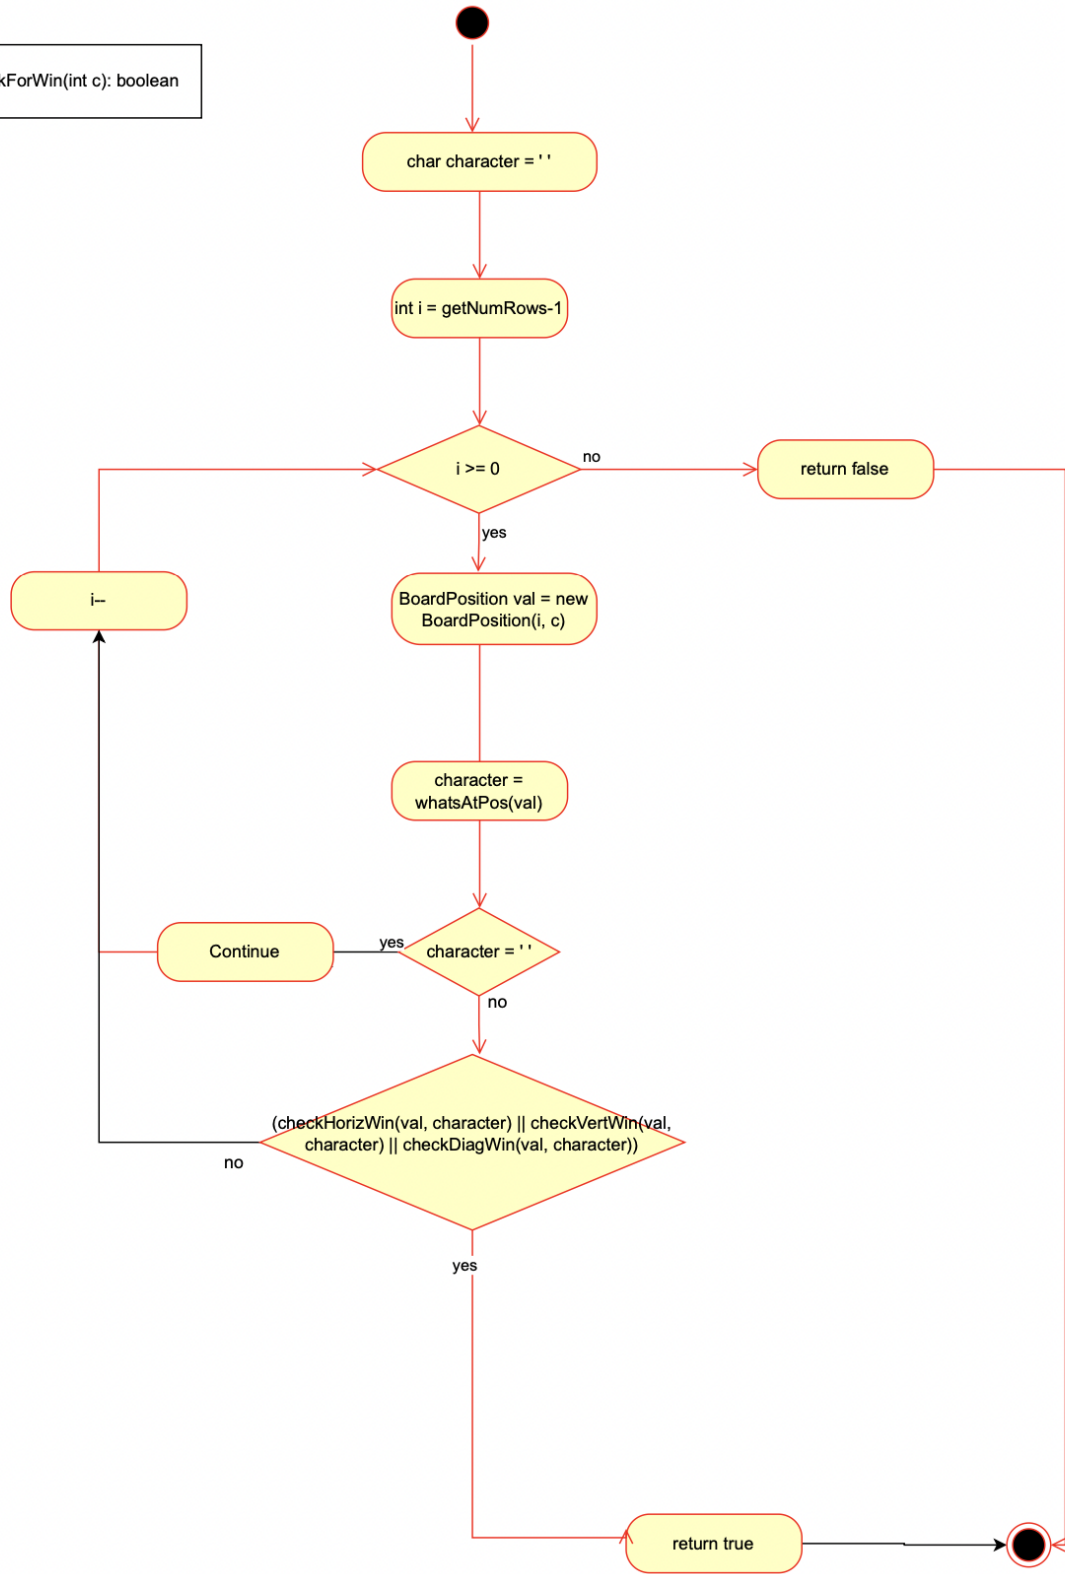 kForWin(int c): boolean
char character = ' '
int i = getNumRows-1
i >= 0
no
return false
yes
i--
BoardPosition val = new
BoardPosition(i, c)
character =
whatsAtPos(val)
Continue
yes
character = ' '
no
(checkHorizWin(val, character) || checkVertWin(val,
character) || checkDiagWin(val, character))
no
yes
return true